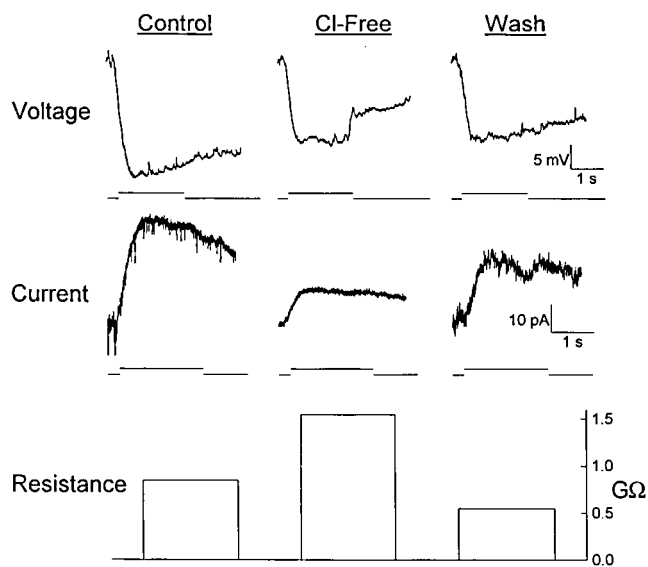 Control Cl-Free Wash
Voltage
5 mV
1 s
Current
10 pA
1 s
1.5
1.0
Resistance
GΩ
0.5
0.0